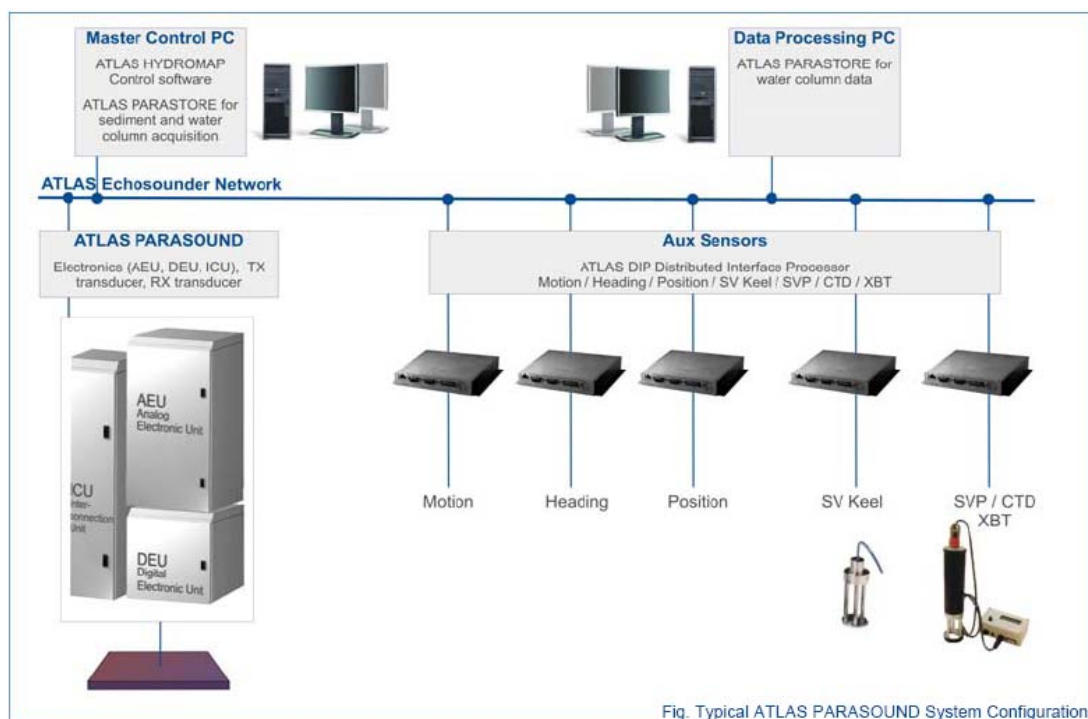 Master Control PC
ATLAS HYDROMAP
Control software
ATLAS PARASTORE for
sediment and water
column acquisition
Data Processing PC
ATLAS PARASTORE for
water column data
ATLAS Echosounder Network
ATLAS PARASOUND
Electronics (AEU, DEU, ICU), TX
transducer, RX transducer
Aux Sensors
ATLAS DIP Distributed Interface Processor
Motion / Heading / Position / SV Keel / SVP / CTD / XBT
AEU
Analog
Electronic Unit
ICU
Inter-
connection
Unit
DEU
Digital
Electronic Unit
Motion
Heading
Position
SV Keel
SVP / CTD
XBT
Fig. Typical ATLAS PARASOUND System Configuration